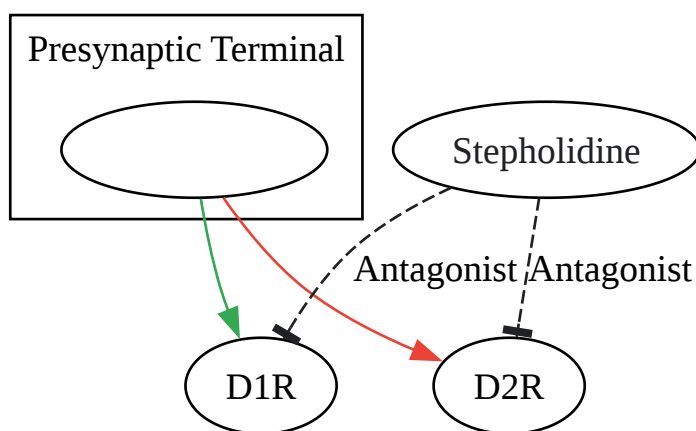 Presynaptic Terminal
Stepholidine
Antagonist
Antagonist
D1R
D2R